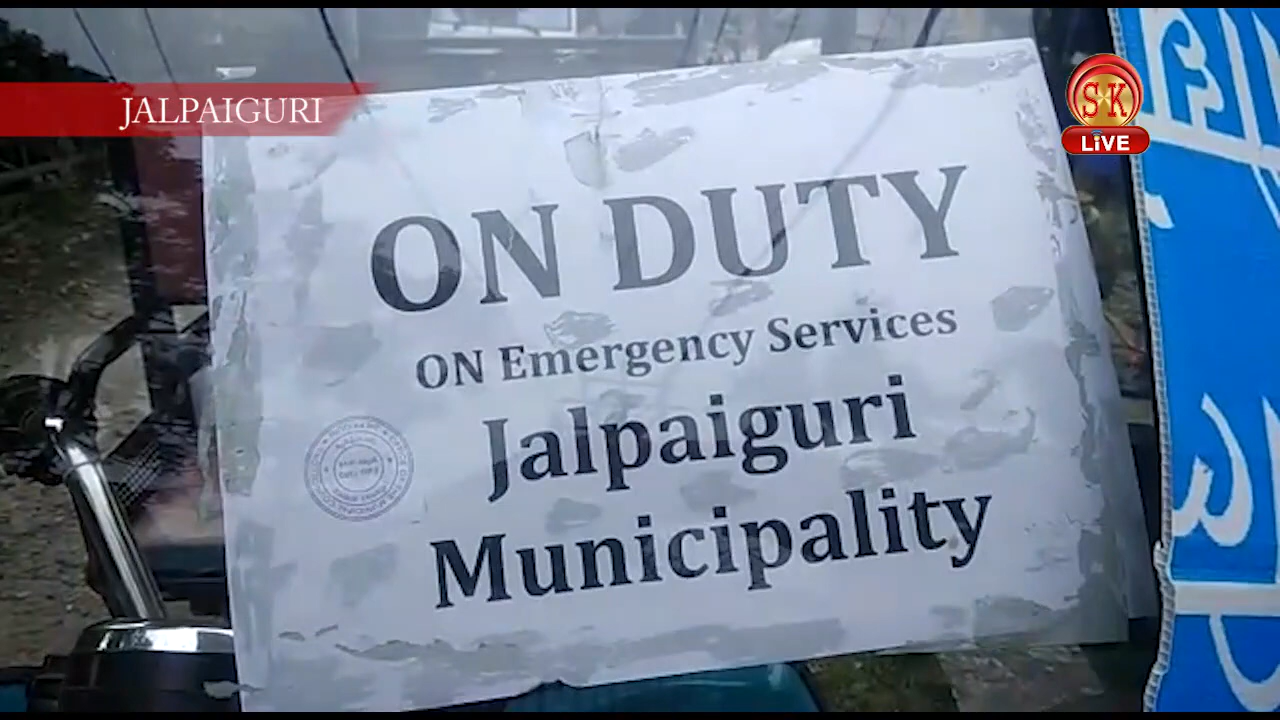 JALPAIGURI
SK
LiVE
ON DUTY
ON Emergency Services
Jalpaiguri
Municipality